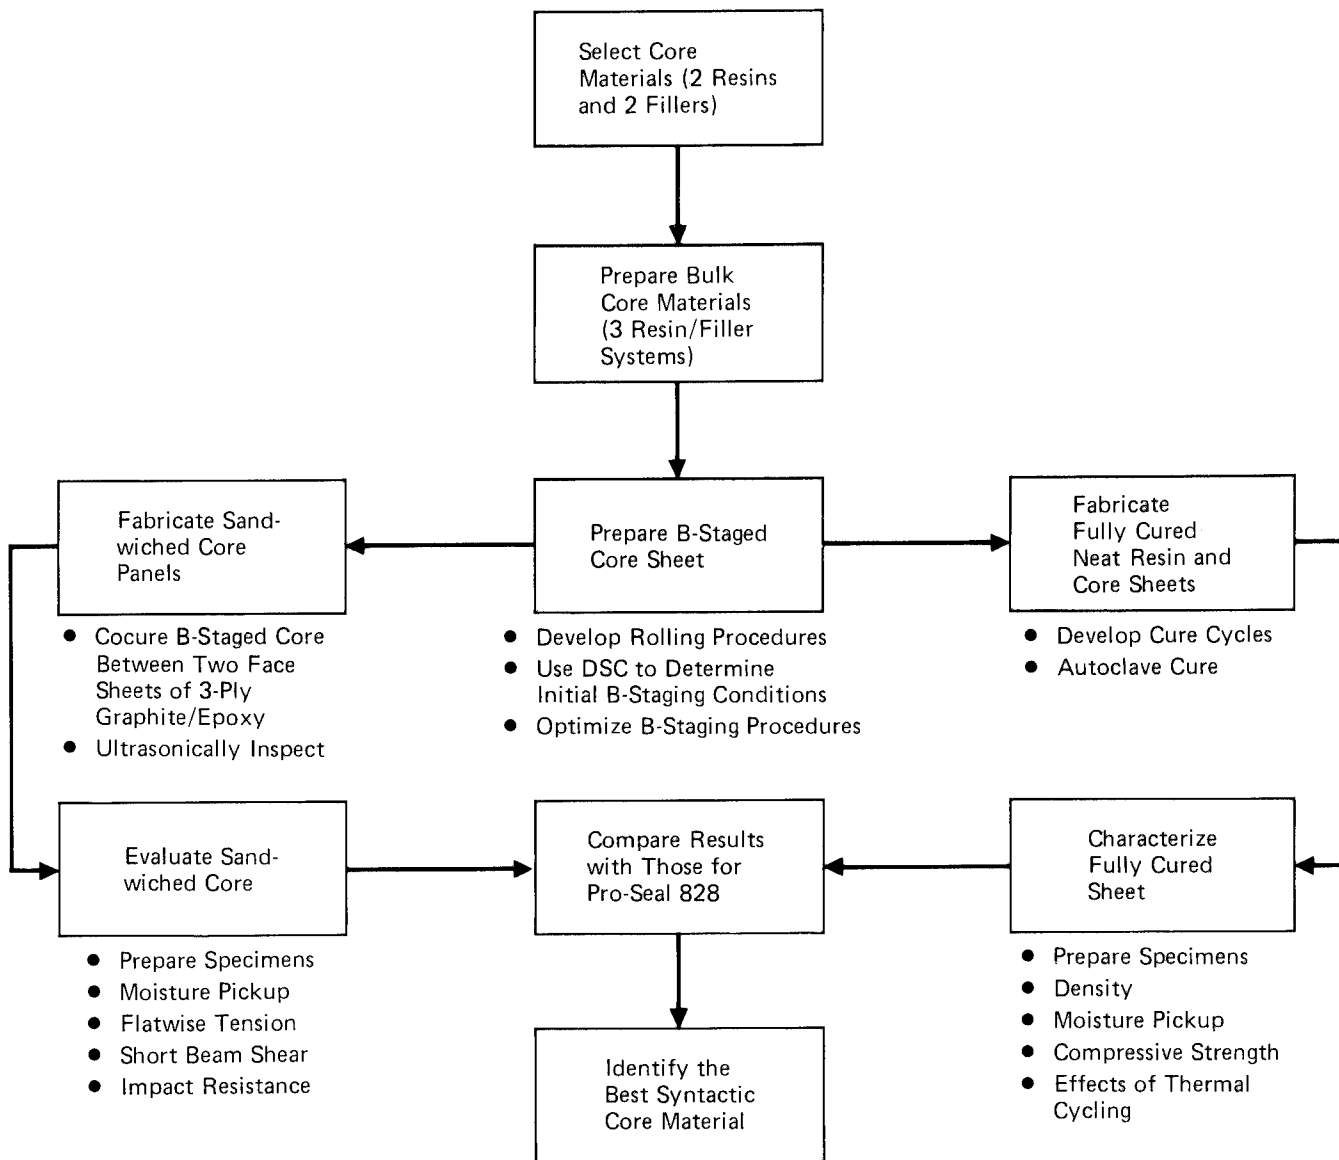 Select Core
Materials (2 Resins
and 2 Fillers)
Prepare Bulk
Core Materials
(3 Resin/Filler
Systems)
Fabricate Sand-
wiched Core
Panels
● Cocure B-Staged Core
Between Two Face
Sheets of 3-Ply
Graphite/Epoxy
● Ultrasonically Inspect
Prepare B-Staged
Core Sheet
● Develop Rolling Procedures
● Use DSC to Determine
Initial B-Staging Conditions
● Optimize B-Staging Procedures
Fabricate
Fully Cured
Neat Resin and
Core Sheets
● Develop Cure Cycles
● Autoclave Cure
Evaluate Sand-
wiched Core
● Prepare Specimens
● Moisture Pickup
● Flatwise Tension
● Short Beam Shear
● Impact Resistance
Compare Results
with Those for
Pro-Seal 828
Characterize
Fully Cured
Sheet
● Prepare Specimens
● Density
● Moisture Pickup
● Compressive Strength
● Effects of Thermal
Cycling
Identify the
Best Syntactic
Core Material